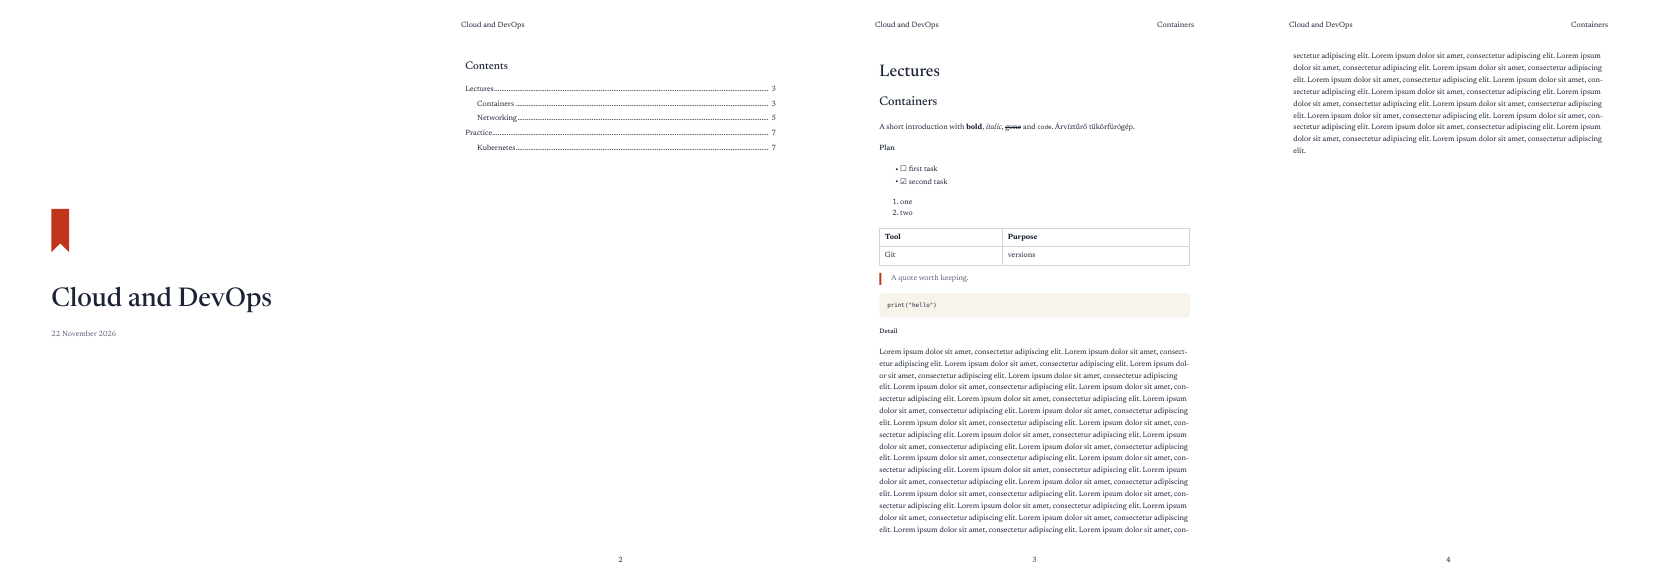 Cloud and DevOps
22 November 2026
Cloud and DevOps
Contents
Lectures 3
Containers 3
Networking 5
Practice 7
Kubernetes 7
2
Cloud and DevOps Containers
Lectures
Containers
A short introduction with bold, italic, gone and code. Árvíztűrő tükörfúrógép.
Plan
• ☐ first task
• ☑ second task
1. one
2. two
Tool Purpose
Git versions
A quote worth keeping.
print("hello")
Detail
Lorem ipsum dolor sit amet, consectetur adipiscing elit. Lorem ipsum dolor sit amet, consect-
etur adipiscing elit. Lorem ipsum dolor sit amet, consectetur adipiscing elit. Lorem ipsum dol-
or sit amet, consectetur adipiscing elit. Lorem ipsum dolor sit amet, consectetur adipiscing
elit. Lorem ipsum dolor sit amet, consectetur adipiscing elit. Lorem ipsum dolor sit amet, con-
sectetur adipiscing elit. Lorem ipsum dolor sit amet, consectetur adipiscing elit. Lorem ipsum
dolor sit amet, consectetur adipiscing elit. Lorem ipsum dolor sit amet, consectetur adipiscing
elit. Lorem ipsum dolor sit amet, consectetur adipiscing elit. Lorem ipsum dolor sit amet, con-
sectetur adipiscing elit. Lorem ipsum dolor sit amet, consectetur adipiscing elit. Lorem ipsum
dolor sit amet, consectetur adipiscing elit. Lorem ipsum dolor sit amet, consectetur adipiscing
elit. Lorem ipsum dolor sit amet, consectetur adipiscing elit. Lorem ipsum dolor sit amet, con-
sectetur adipiscing elit. Lorem ipsum dolor sit amet, consectetur adipiscing elit. Lorem ipsum
dolor sit amet, consectetur adipiscing elit. Lorem ipsum dolor sit amet, consectetur adipiscing
elit. Lorem ipsum dolor sit amet, consectetur adipiscing elit. Lorem ipsum dolor sit amet, con-
sectetur adipiscing elit. Lorem ipsum dolor sit amet, consectetur adipiscing elit. Lorem ipsum
dolor sit amet, consectetur adipiscing elit. Lorem ipsum dolor sit amet, consectetur adipiscing
elit. Lorem ipsum dolor sit amet, consectetur adipiscing elit. Lorem ipsum dolor sit amet, con-
3
Cloud and DevOps Containers
sectetur adipiscing elit. Lorem ipsum dolor sit amet, consectetur adipiscing elit. Lorem ipsum
dolor sit amet, consectetur adipiscing elit. Lorem ipsum dolor sit amet, consectetur adipiscing
elit. Lorem ipsum dolor sit amet, consectetur adipiscing elit. Lorem ipsum dolor sit amet, con-
sectetur adipiscing elit. Lorem ipsum dolor sit amet, consectetur adipiscing elit. Lorem ipsum
dolor sit amet, consectetur adipiscing elit. Lorem ipsum dolor sit amet, consectetur adipiscing
elit. Lorem ipsum dolor sit amet, consectetur adipiscing elit. Lorem ipsum dolor sit amet, con-
sectetur adipiscing elit. Lorem ipsum dolor sit amet, consectetur adipiscing elit. Lorem ipsum
dolor sit amet, consectetur adipiscing elit. Lorem ipsum dolor sit amet, consectetur adipiscing
elit.
4